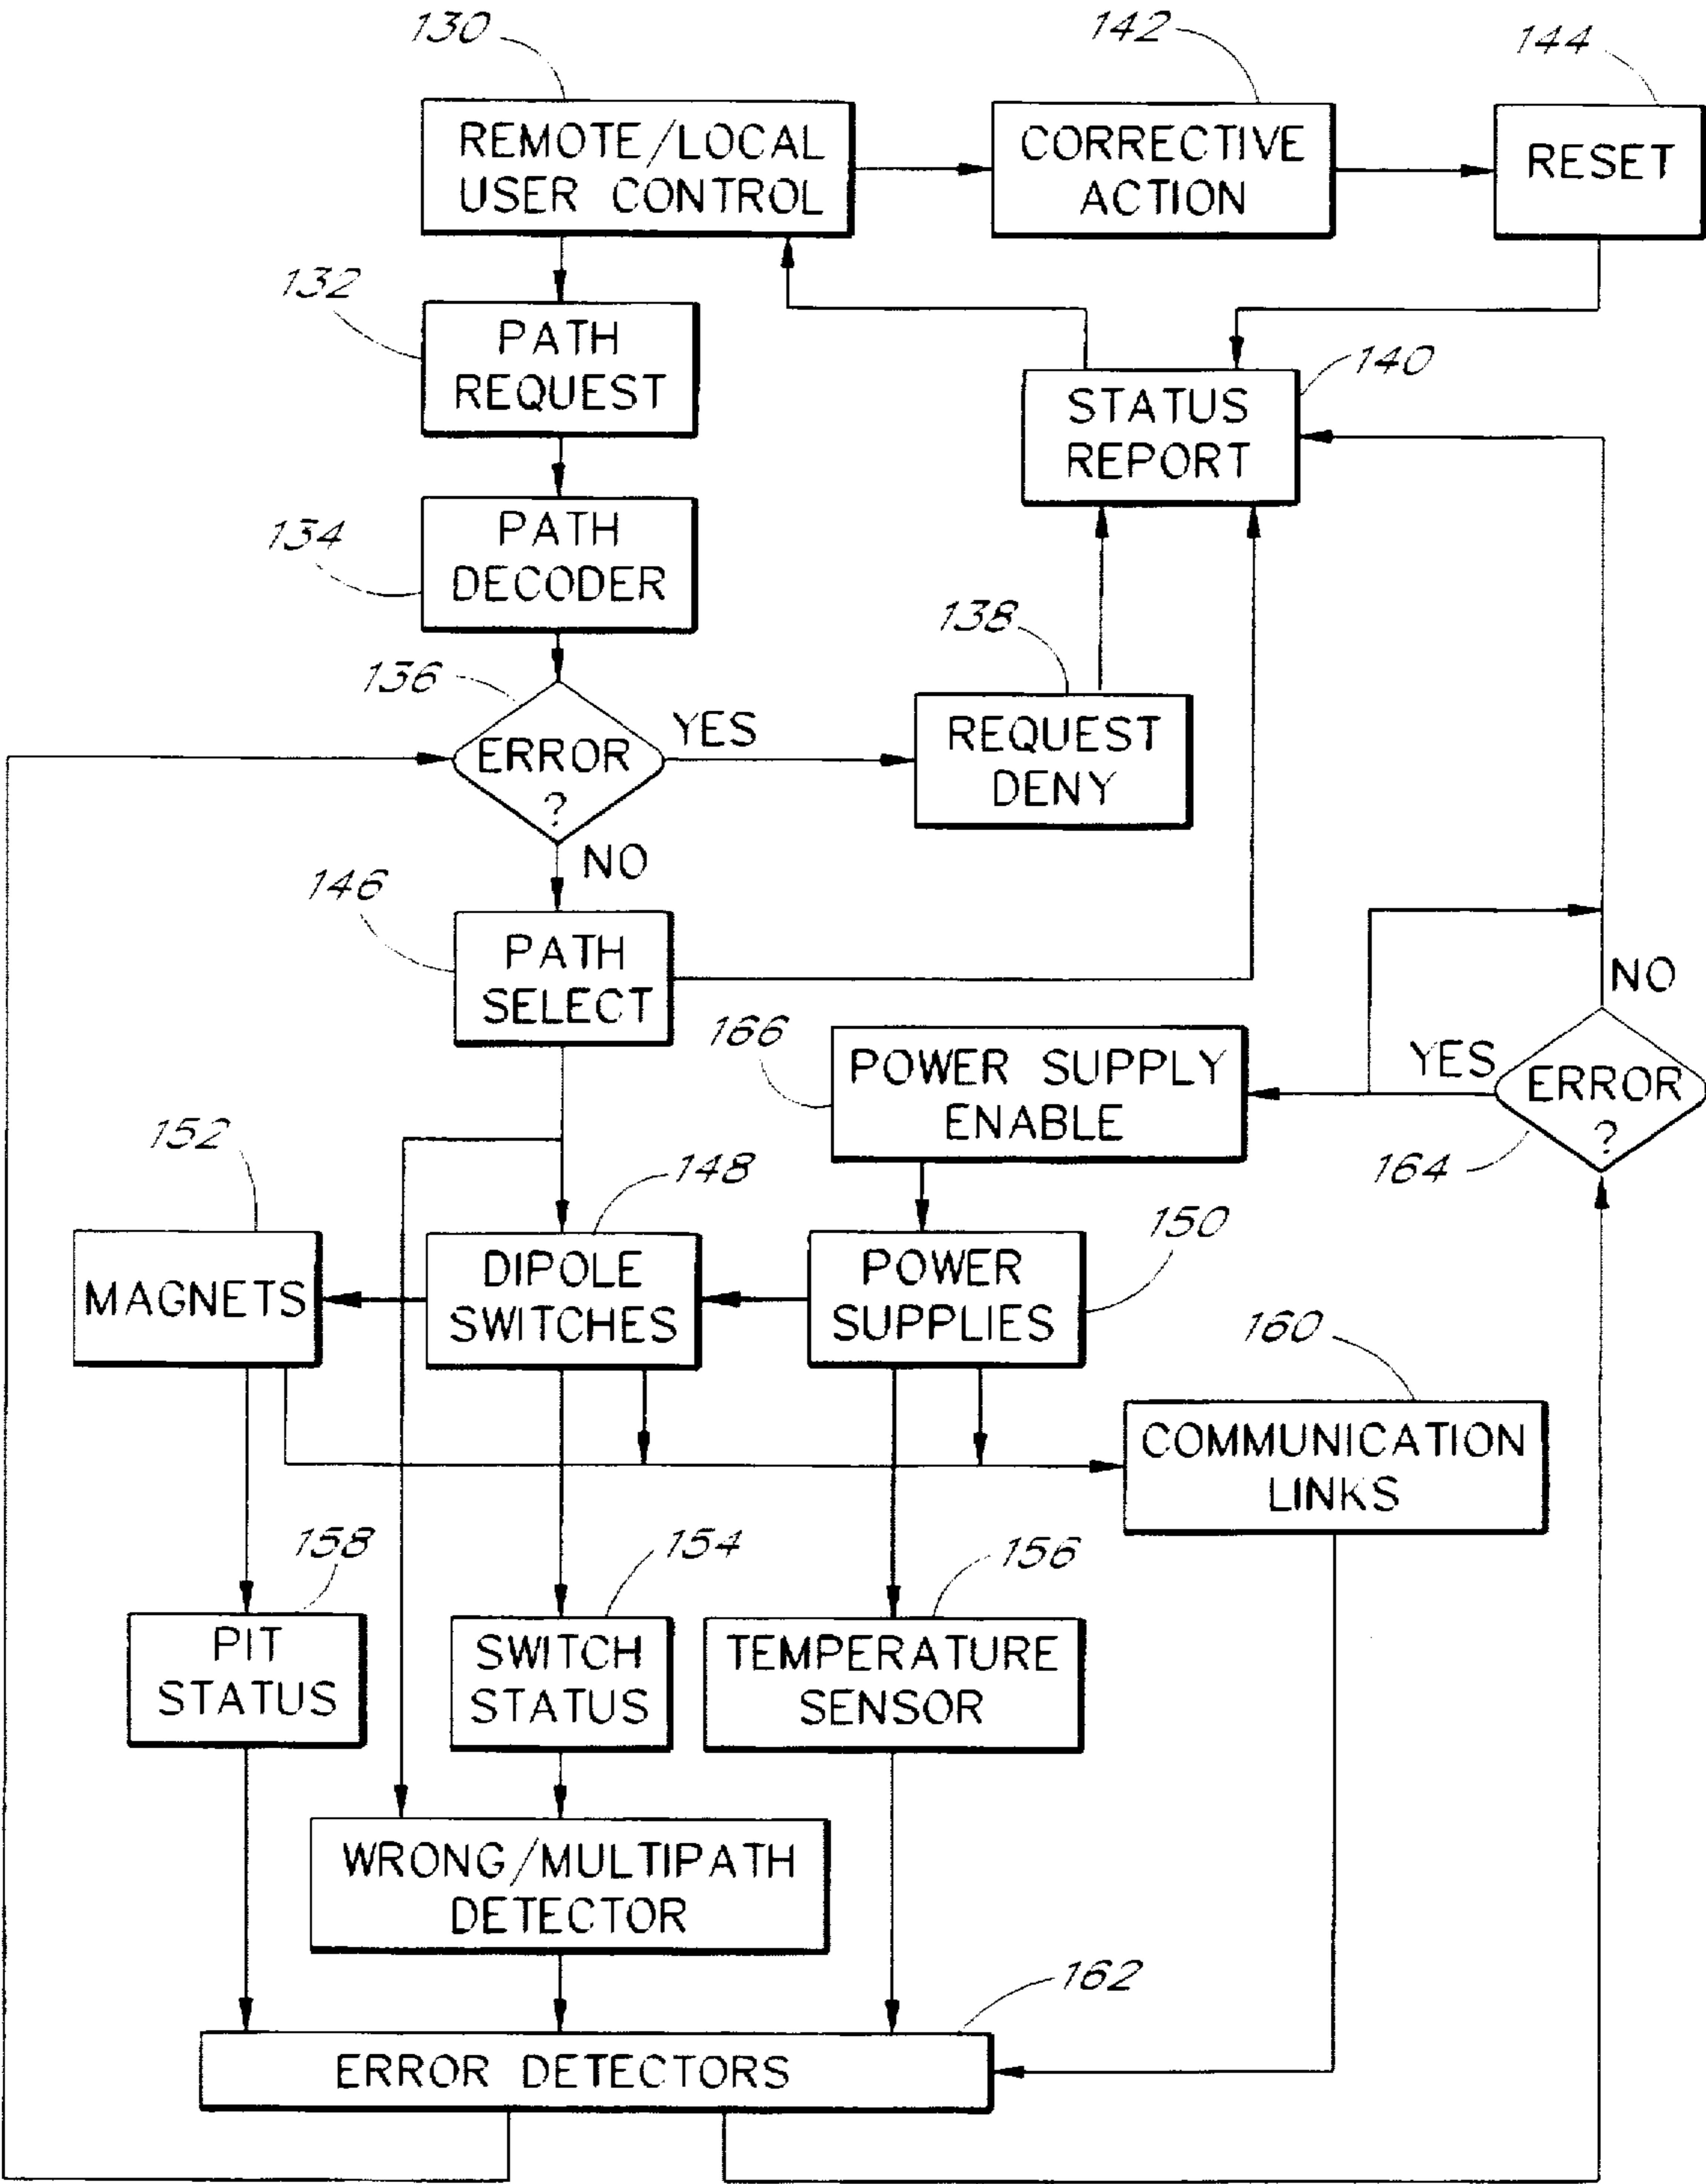 130
142
144
REMOTE/LOCAL
USER CONTROL
CORRECTIVE
ACTION
RESET
132
PATH
REQUEST
140
STATUS
REPORT
134
PATH
DECODER
138
136
ERROR
?
YES
REQUEST
DENY
NO
146
PATH
SELECT
NO
166
POWER SUPPLY
ENABLE
YES
ERROR
?
164
152
148
150
MAGNETS
DIPOLE
SWITCHES
POWER
SUPPLIES
160
COMMUNICATION
LINKS
158
154
156
PIT
STATUS
SWITCH
STATUS
TEMPERATURE
SENSOR
WRONG/MULTIPATH
DETECTOR
162
ERROR DETECTORS